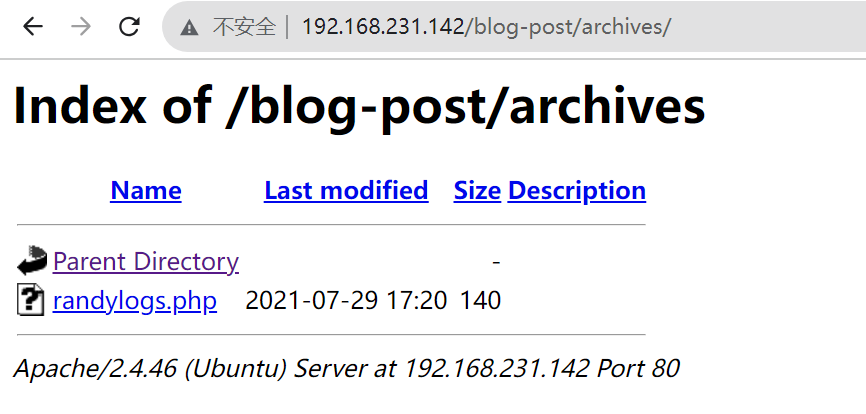 不安全 192.168.231.142/blog-post/archives/
Index of /blog-post/archives
Name Last modified Size Description
Parent Directory -
randylogs.php 2021-07-29 17:20 140
Apache/2.4.46 (Ubuntu) Server at 192.168.231.142 Port 80